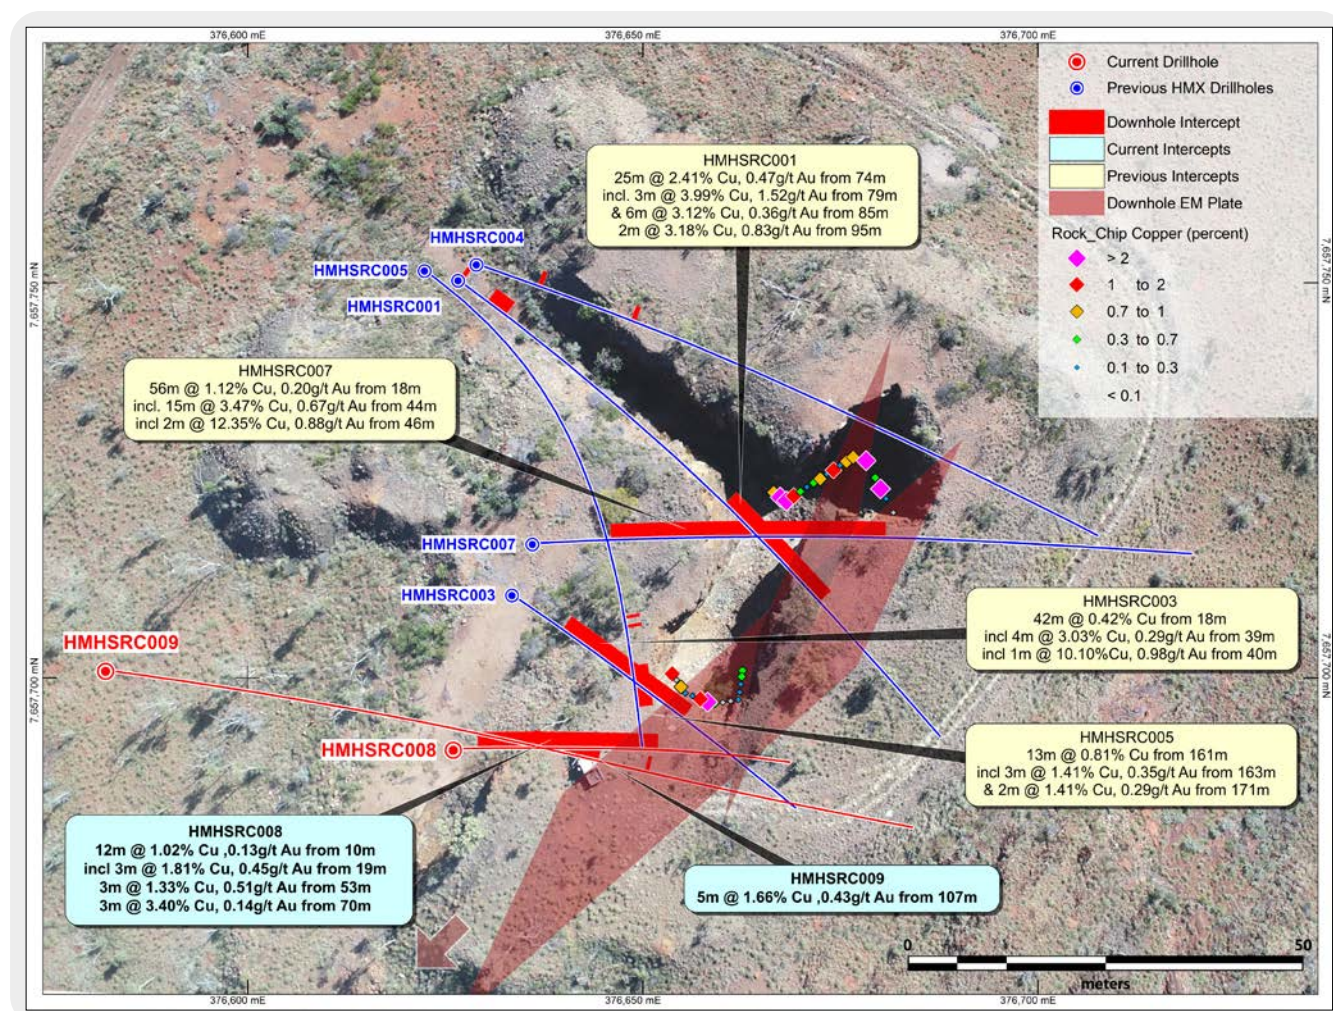 376,600 mE
376,650 mE
376,700 mE
Current Drillhole
Previous HMX Drillholes
Downhole Intercept
Current Intercepts
Previous Intercepts
Downhole EM Plate
Rock_Chip Copper (percent)
> 2
1 to 2
0.7 to 1
0.3 to 0.7
0.1 to 0.3
< 0.1
HMHSRC001
25m @ 2.41% Cu, 0.47g/t Au from 74m
incl. 3m @ 3.99% Cu, 1.52g/t Au from 79m
& 6m @ 3.12% Cu, 0.36g/t Au from 85m
2m @ 3.18% Cu, 0.83g/t Au from 95m
HMHSRC004
HMHSRC005
HMHSRC001
7,657,750 mN
7,657,750 mN
HMHSRC007
56m @ 1.12% Cu, 0.20g/t Au from 18m
incl. 15m @ 3.47% Cu, 0.67g/t Au from 44m
incl 2m @ 12.35% Cu, 0.88g/t Au from 46m
HMHSRC007
HMHSRC003
HMHSRC003
42m @ 0.42% Cu from 18m
incl 4m @ 3.03% Cu, 0.29g/t Au from 39m
incl 1m @ 10.10%Cu, 0.98g/t Au from 40m
HMHSRC009
7,657,700 mN
7,657,700 mN
HMHSRC008
HMHSRC005
13m @ 0.81% Cu from 161m
incl 3m @ 1.41% Cu, 0.35g/t Au from 163m
& 2m @ 1.41% Cu, 0.29g/t Au from 171m
HMHSRC008
12m @ 1.02% Cu ,0.13g/t Au from 10m
incl 3m @ 1.81% Cu, 0.45g/t Au from 19m
3m @ 1.33% Cu, 0.51g/t Au from 53m
3m @ 3.40% Cu, 0.14g/t Au from 70m
HMHSRC009
5m @ 1.66% Cu ,0.43g/t Au from 107m
0
50
meters
376,600 mE
376,650 mE
376,700 mE